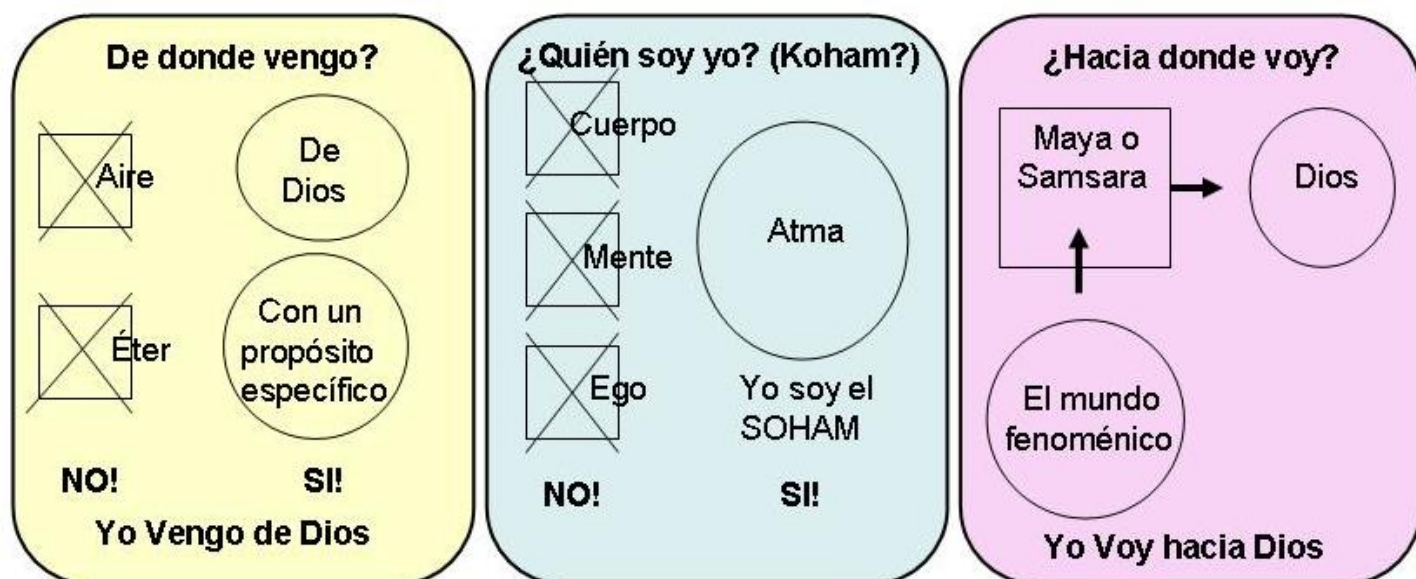 De donde vengo?
Aire
De
Dios
Éter
Con un
propósito
específico
NO!
SI!
Yo Vengo de Dios
¿Quién soy yo? (Koham?)
Cuerpo
Mente
Ego
Atma
Yo soy el
SOHAM
NO!
SI!
¿Hacia donde voy?
Maya o
Samsara
Dios
El mundo
fenoménico
Yo Voy hacia Dios